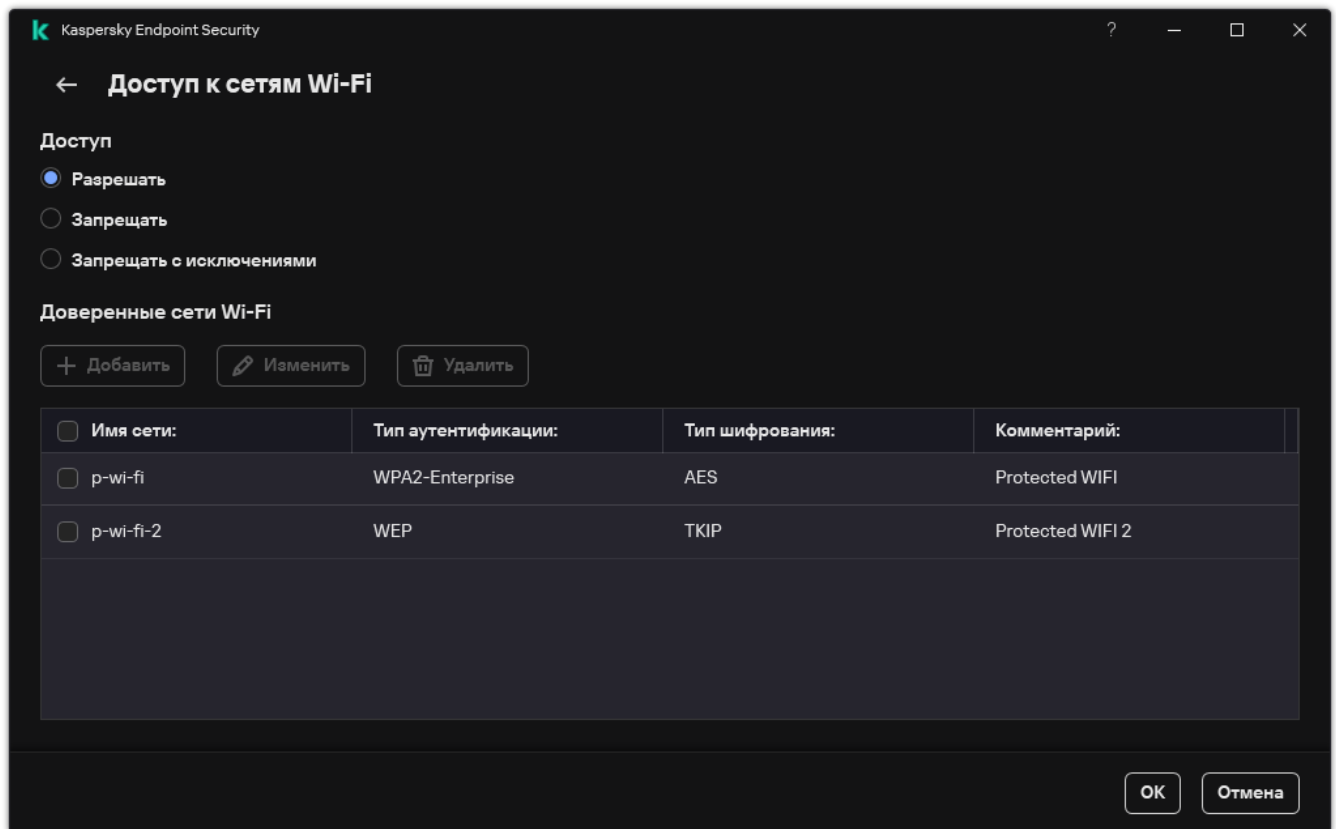 Kaspersky Endpoint Security ?
Доступ к сетям Wi-Fi
Доступ
Разрешать
Запрещать
Запрещать с исключениями
Доверенные сети Wi-Fi
Добавить Изменить Удалить
Имя сети: Тип аутентификации: Тип шифрования: Комментарий:
p-wi-fi WPA2-Enterprise AES Protected WIFI
p-wi-fi-2 WEP TKIP Protected WIFI 2
ОК Отмена